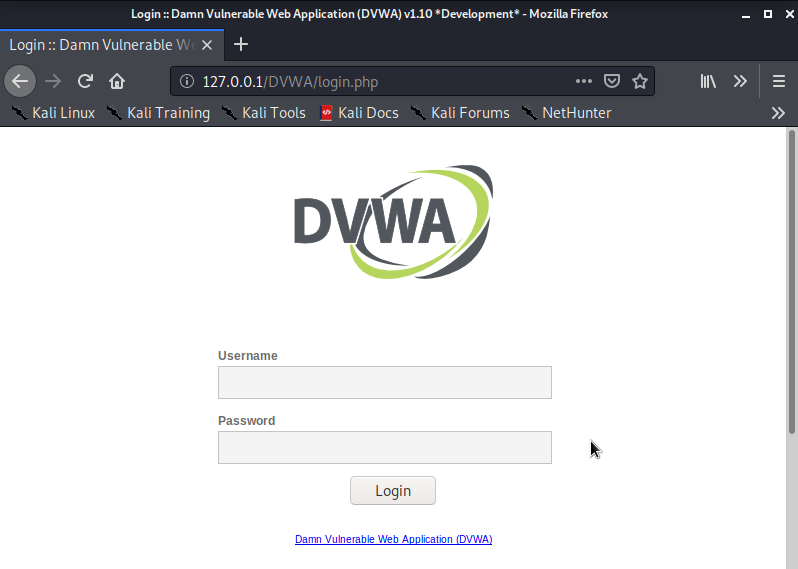 Login :: Damn Vulnerable Web Application (DVWA) v1.10 *Development* - Mozilla Firefox
Login :: Damn Vulnerable W
127.0.0.1/DVWA/login.php
Kali Linux Kali Training Kali Tools Kali Docs Kali Forums NetHunter
DVWA
Username
Password
Login
Damn Vulnerable Web Application (DVWA)